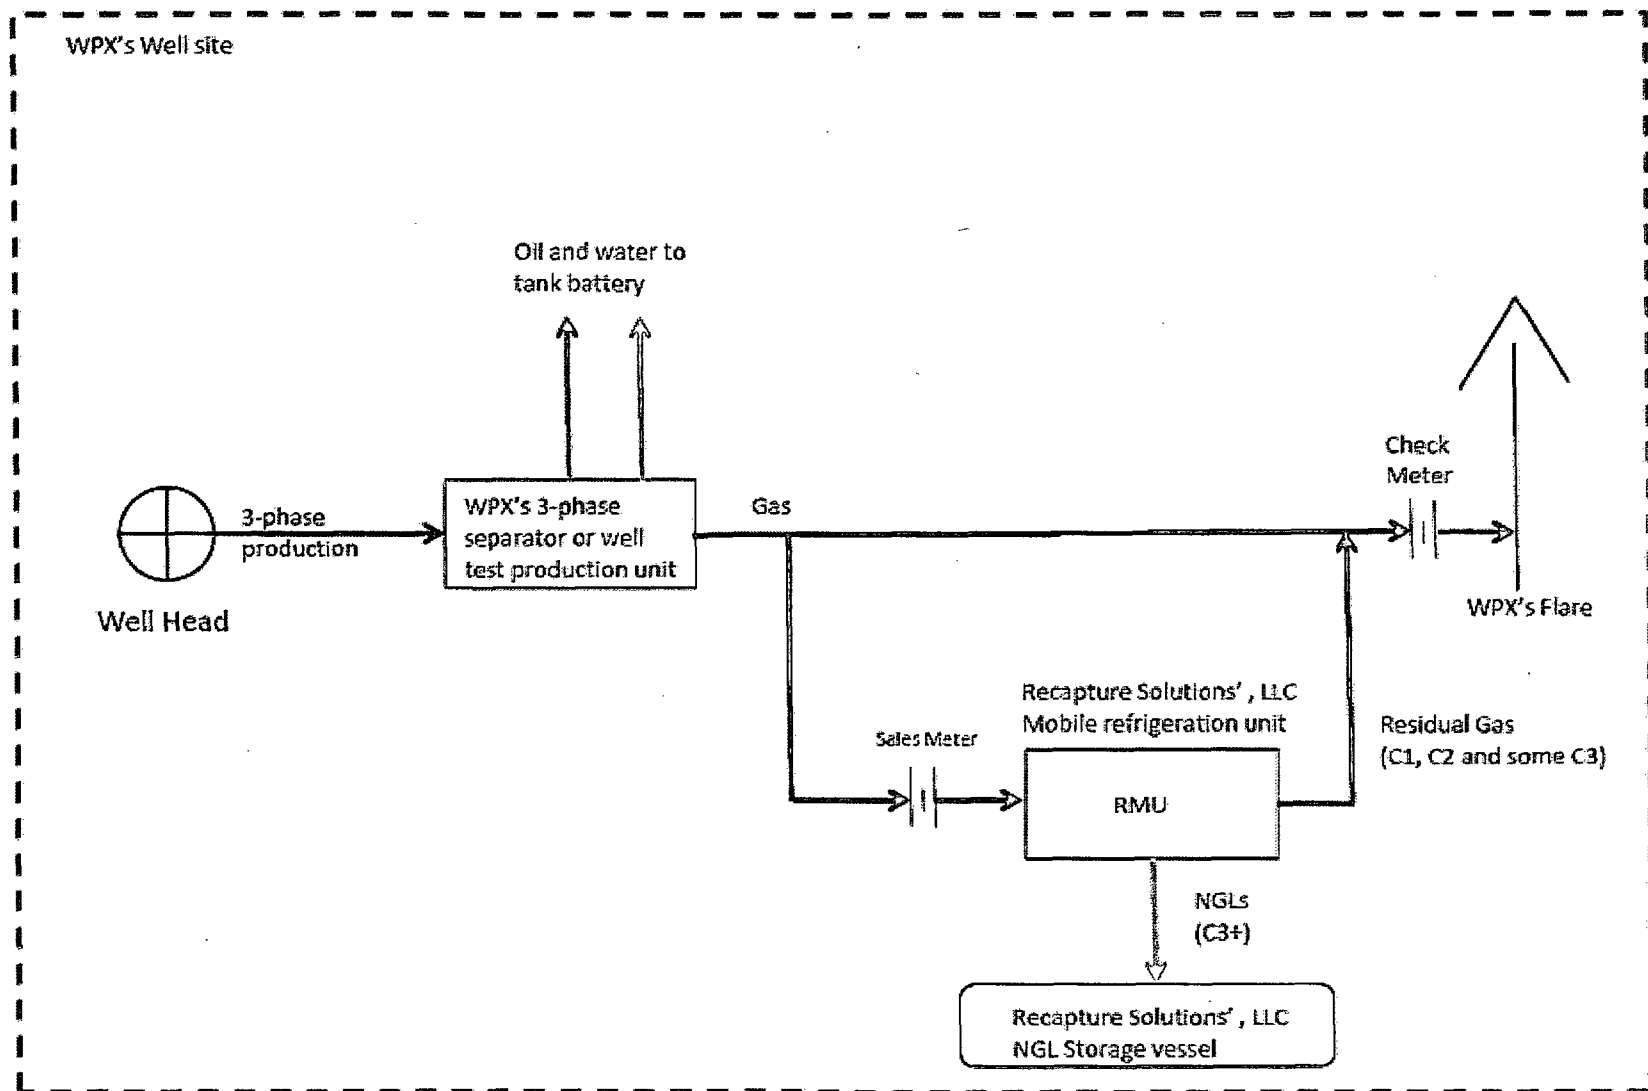 WPX's Well site
Oil and water to
tank battery
Check
Meter
3-phase
production
WPX's 3-phase
separator or well
test production unit
Gas
Well Head
WPX's Flare
Recapture Solutions' , LLC
Mobile refrigeration unit
Residual Gas
(C1, C2 and some C3)
Sales Meter
RMU
NGLs
(C3+)
Recapture Solutions' , LLC
NGL Storage vessel